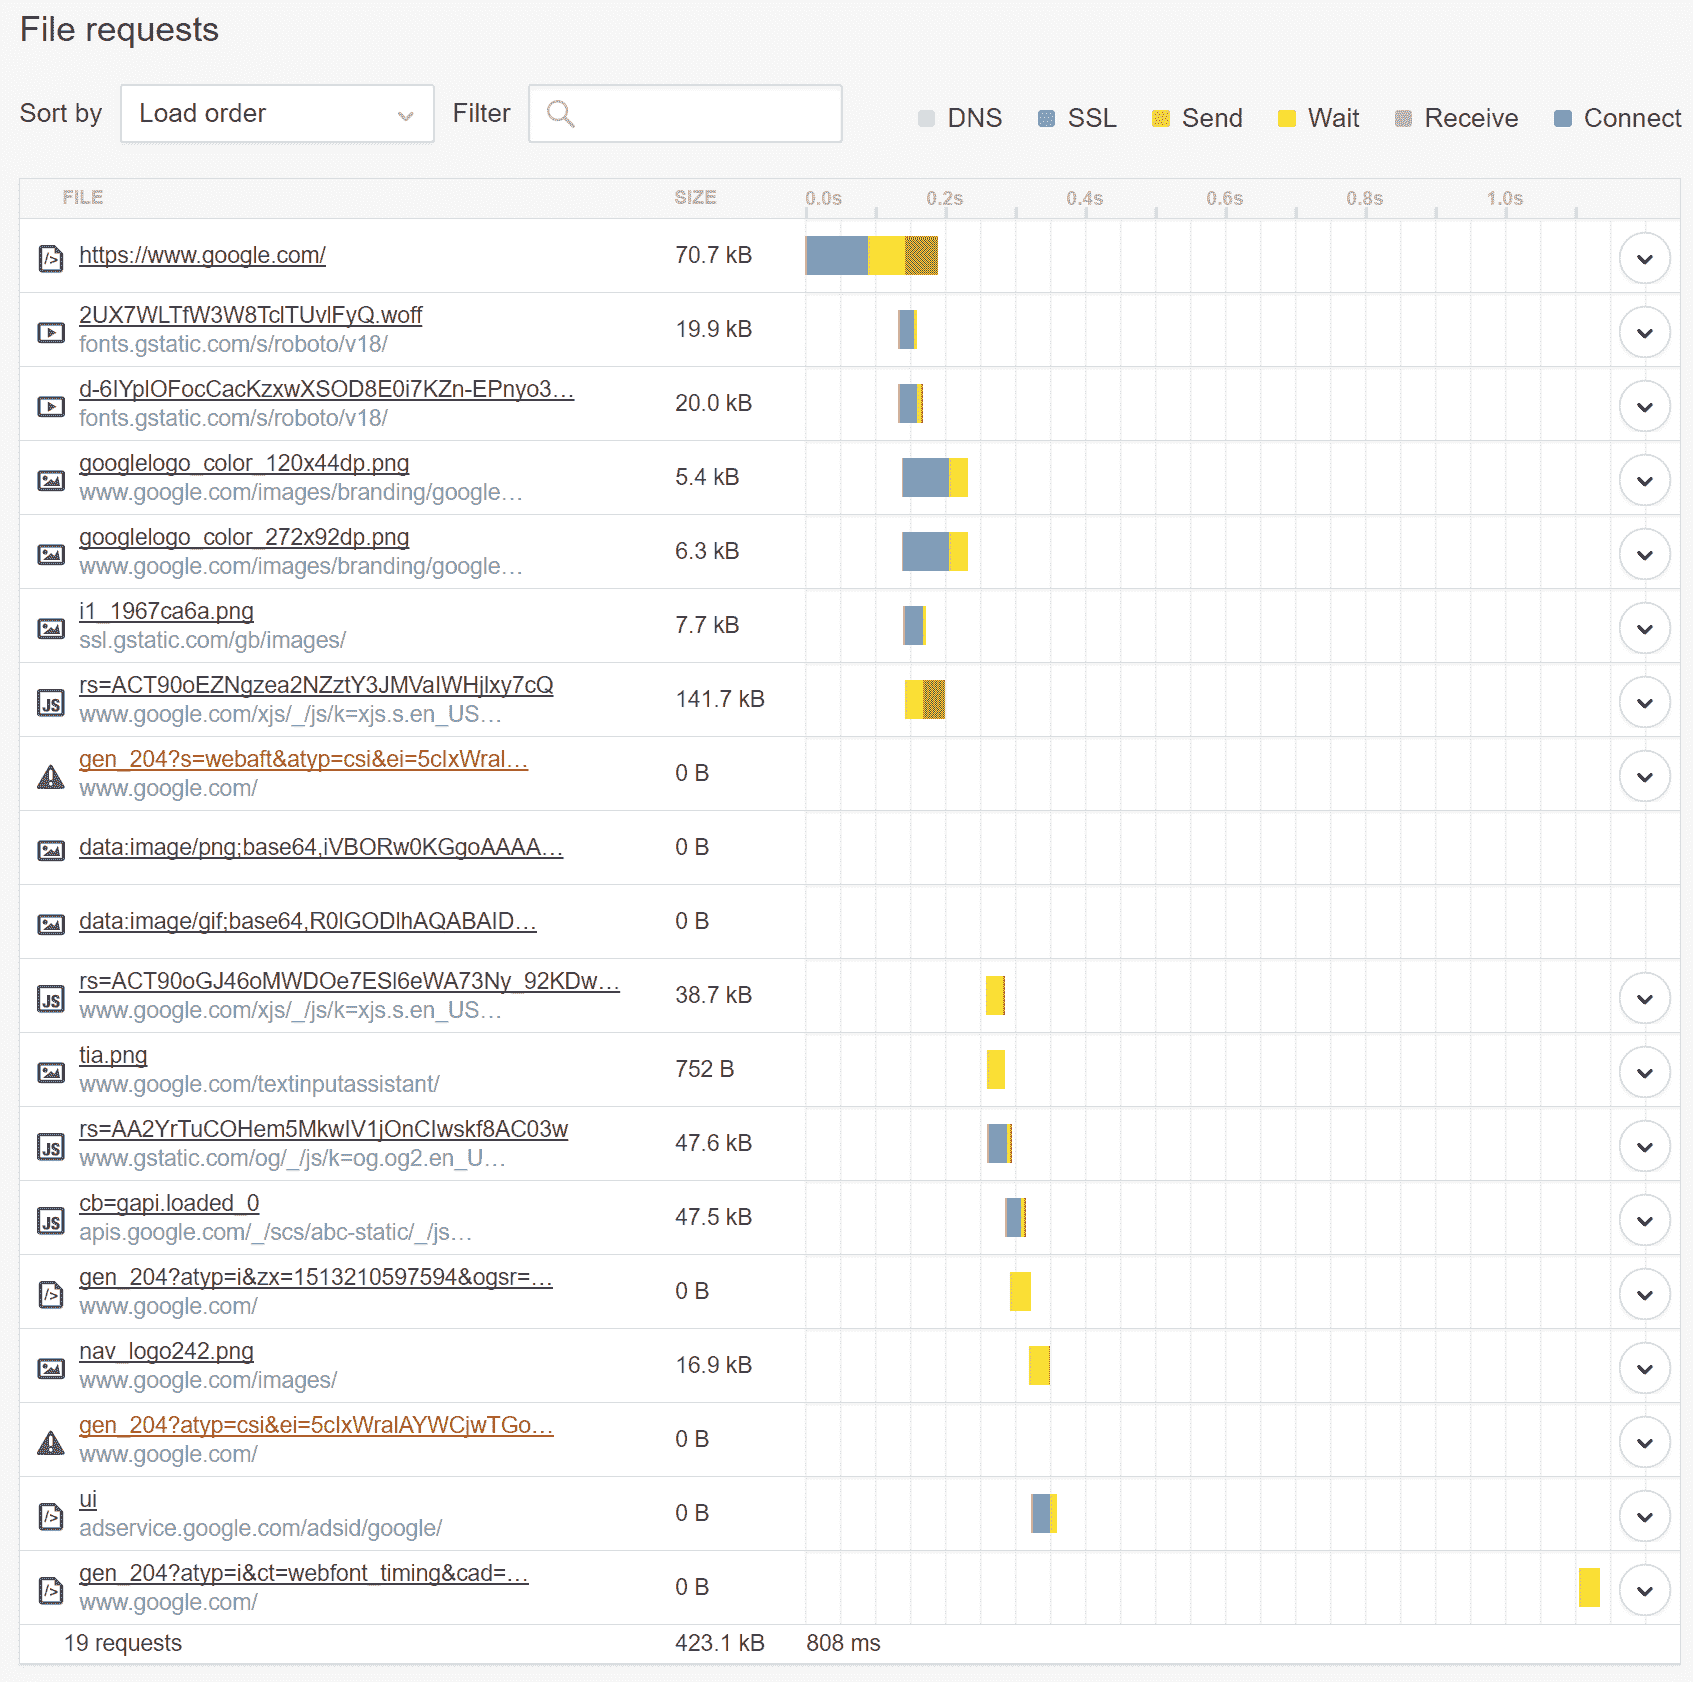 File requests
Sort by Load order Filter DNS SSL Send Wait Receive Connect
FILE SIZE 0.0s 0.2s 0.4s 0.6s 0.8s 1.0s
https://www.google.com/ 70.7 kB
2UX7WLTfW3W8TclTUvlFyQ.woff
fonts.gstatic.com/s/roboto/v18/ 19.9 kB
d-6IYplOFocCacKzxwXSOD8E0i7KZn-EPnyo3...
fonts.gstatic.com/s/roboto/v18/ 20.0 kB
googlelogo_color_120x44dp.png
www.google.com/images/branding/google... 5.4 kB
googlelogo_color_272x92dp.png
www.google.com/images/branding/google... 6.3 kB
i1_1967ca6a.png
ssl.gstatic.com/gb/images/ 7.7 kB
JS rs=ACT90oEZNgzea2NZztY3JMValWHjlxy7cQ
www.google.com/xjs/_/js/k=xjs.s.en_US... 141.7 kB
gen_204?s=webaft&atyp=csi&ei=5cIxWraI...
www.google.com/ 0 B
data:image/png;base64,iVBORw0KGgoAAAA... 0 B
data:image/gif;base64,R0lGODlhAQABAID... 0 B
JS rs=ACT90oGJ46oMWDOe7ESl6eWA73Ny_92KDw...
www.google.com/xjs/_/js/k=xjs.s.en_US... 38.7 kB
tia.png
www.google.com/textinputassistant/ 752 B
JS rs=AA2YrTuCOHem5MkwIV1jOnCIwskf8AC03w
www.gstatic.com/og/_/js/k=og.og2.en_U... 47.6 kB
JS cb=gapi.loaded_0
apis.google.com/_/scs/abc-static/_/js... 47.5 kB
gen_204?atyp=i&zx=1513210597594&ogsr=...
www.google.com/ 0 B
nav_logo242.png
www.google.com/images/ 16.9 kB
gen_204?atyp=csi&ei=5cIxWraIAYWCjwTGo...
www.google.com/ 0 B
ui
adservice.google.com/adsid/google/ 0 B
gen_204?atyp=i&ct=webfont_timing&cad=...
www.google.com/ 0 B
19 requests 423.1 kB 808 ms